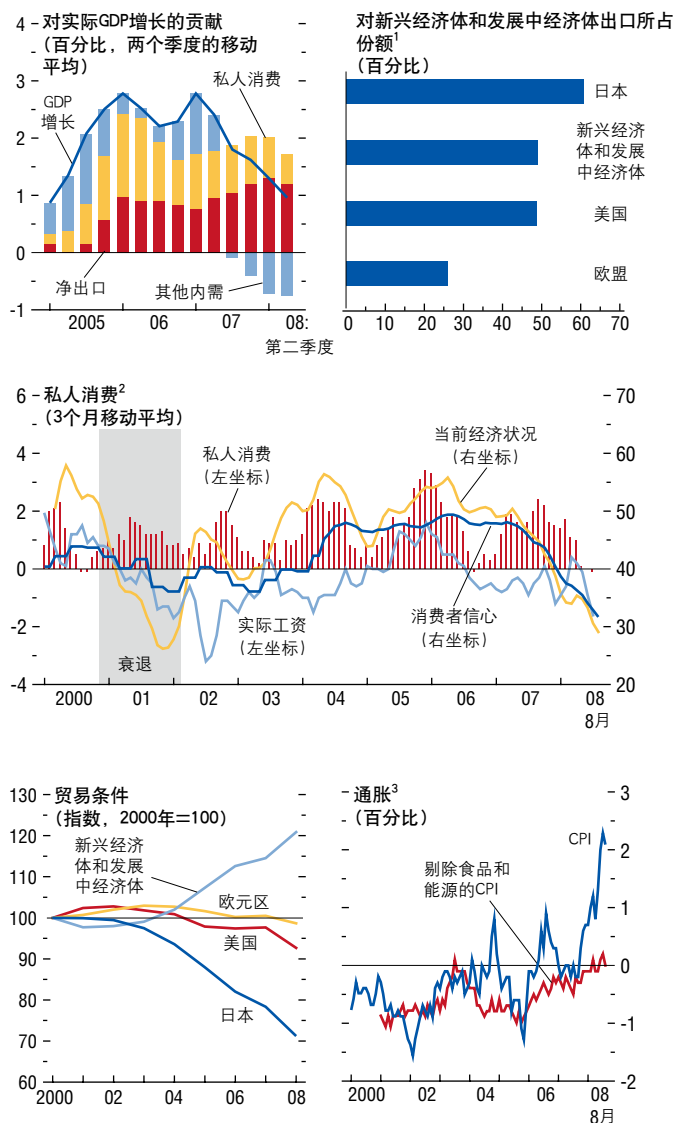 对实际GDP增长的贡献
(百分比，两个季度的移动
平均)
4
3
2
1
0
-1
GDP
增长
私人消费
净出口
其他内需
2005
06
07
08:
第二季度
对新兴经济体和发展中经济体出口所占
份额1
(百分比)
日本
新兴经济
体和发展
中经济体
美国
欧盟
0 10 20 30 40 50 60 70
私人消费2
(3个月移动平均)
6
4
2
0
-2
-4
70
60
50
40
30
20
私人消费
(左坐标)
当前经济状况
(右坐标)
实际工资
(左坐标)
消费者信心
(右坐标)
衰退
2000 01 02 03 04 05 06 07 08
8月
贸易条件
(指数，2000年＝100)
130
120
110
100
90
80
70
60
新兴经济
体和发展
中经济体
欧元区
美国
日本
2000 02 04 06 08
通胀3
(百分比)
3
2
1
0
-1
-2
CPI
剔除食品和
能源的CPI
2000 02 04 06 08
8月